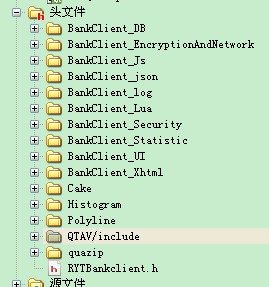 头文件
BankClient_DB
BankClient_EncryptionAndNetwork
BankClient_Js
BankClient_json
BankClient_log
BankClient_Lua
BankClient_Security
BankClient_Statistic
BankClient_UI
BankClient_Xhtml
Cake
Histogram
Polyline
QTAV/include
quazip
RYTBankclient.h
源文件